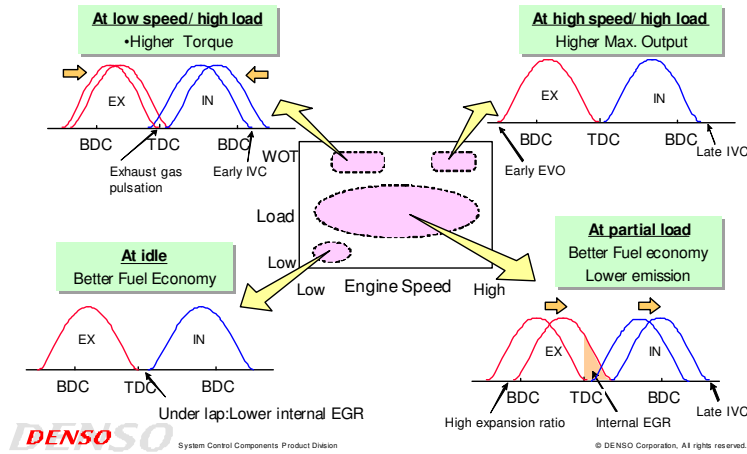 At low speed/ high load
•Higher Torque
EX
IN
BDC
TDC
BDC
Exhaust gas
pulsation
Early IVC
At high speed/ high load
Higher Max. Output
EX
IN
BDC
TDC
BDC
Early EVO
Late IVC
WOT
Load
Low
Low
Engine Speed
High
At idle
Better Fuel Economy
EX
IN
BDC
TDC
BDC
Under lap:Lower internal EGR
At partial load
Better Fuel economy
Lower emission
EX
IN
BDC
TDC
BDC
High expansion ratio
Internal EGR
Late IVC
DENSO
System Control Components Product Division
© DENSO Corporation, All rights reserved.